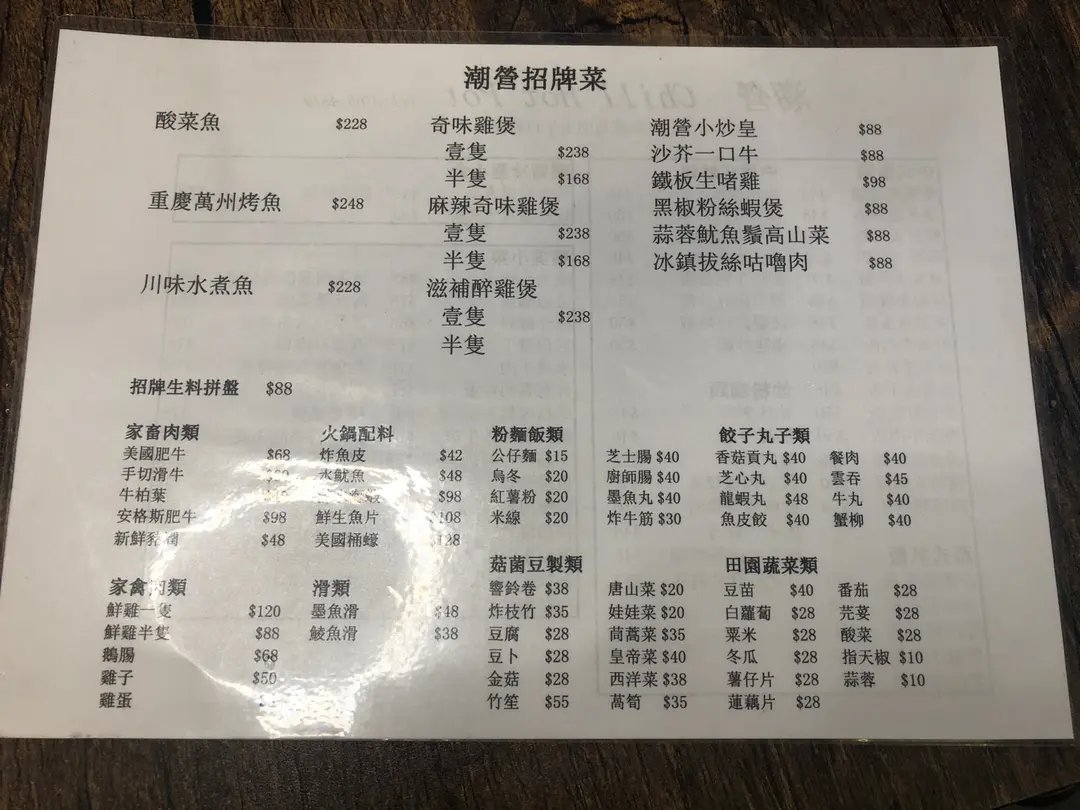 潮營招牌菜
酸菜魚 $228
重慶萬州烤魚 $248
川味水煮魚 $228
奇味雞煲
壹隻 $238
半隻 $168
麻辣奇味雞煲
壹隻 $238
半隻 $168
滋補醉雞煲
壹隻 $238
半隻
潮營小炒皇 $88
沙芥一口牛 $88
鐵板生啫雞 $98
黑椒粉絲蝦煲 $88
蒜蓉魷魚鬚高山菜 $88
冰鎮拔絲咕嚕肉 $88
招牌生料拼盤 $88
家畜肉類
美國肥牛 $68
手切滑牛
牛柏葉
安格斯肥牛 $98
新鮮豬潤 $48
火鍋配料
炸魚皮 $42
水魷魚 $48
$98
鮮生魚片 $108
美國桶蠔 $128
粉麵飯類
公仔麵 $15
烏冬 $20
紅薯粉 $20
米線 $20
芝士腸 $40
廚師腸 $40
墨魚丸 $40
炸牛筋 $30
餃子丸子類
香菇貢丸 $40 餐肉 $40
芝心丸 $40 雲吞 $45
龍蝦丸 $48 牛丸 $40
魚皮餃 $40 蟹柳 $40
家禽肉類
鮮雞一隻 $120
鮮雞半隻 $88
鵝腸 $68
雞子 $50
雞蛋
滑類
墨魚滑 $48
鯪魚滑 $38
菇菌豆製類
響鈴卷 $38
炸枝竹 $35
豆腐 $28
豆卜 $28
金菇 $28
竹笙 $55
唐山菜 $20
娃娃菜 $20
茼蒿菜 $35
皇帝菜 $40
西洋菜 $38
萵筍 $35
田園蔬菜類
豆苗 $40 番茄 $28
白蘿蔔 $28 芫荽 $28
粟米 $28 酸菜 $28
冬瓜 $28 指天椒 $10
薯仔片 $28 蒜蓉 $10
蓮藕片 $28